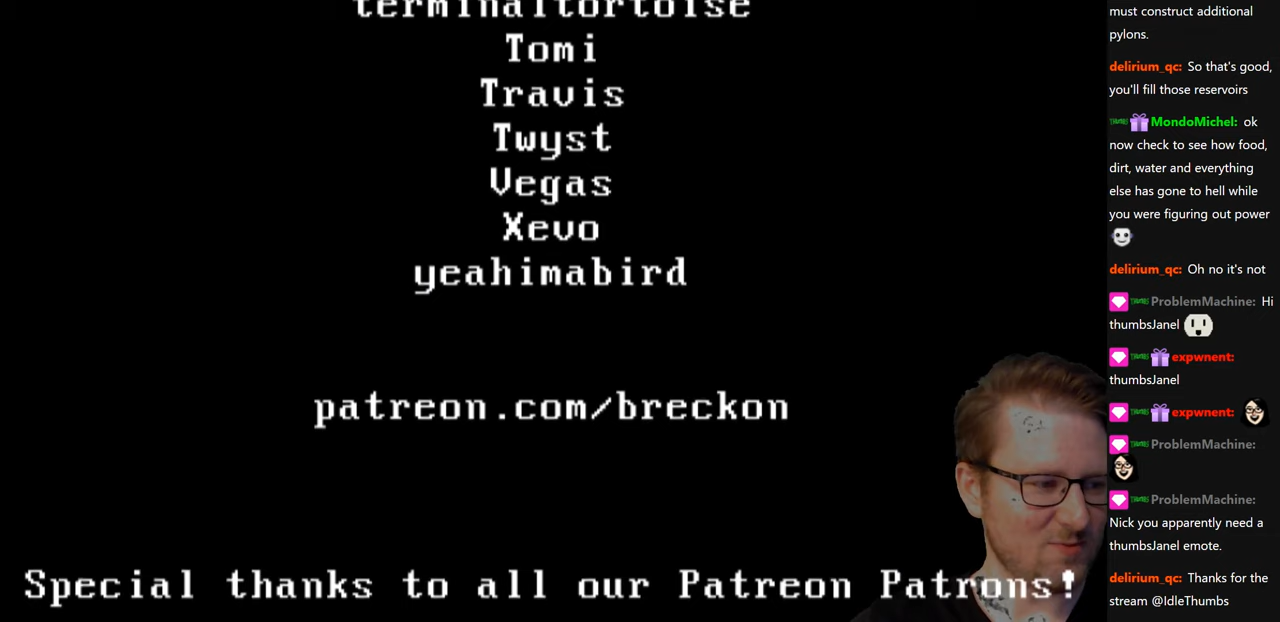 terminaltortoise
Tomi
Travis
Twyst
Vegas
Xevo
yeahimabird
patreon.com/breckon
Special thanks to all our Patreon Patrons!
must construct additional
pylons.
delirium_qc: So that's good,
you'll fill those reservoirs
MondoMichel: ok
now check to see how food,
dirt, water and everything
else has gone to hell while
you were figuring out power
delirium_qc: Oh no it's not
ProblemMachine: Hi
thumbsJanel
expwnent:
thumbsJanel
expwnent:
ProblemMachine:
ProblemMachine:
Nick you apparently need a
thumbsJanel emote.
delirium_qc: Thanks for the
stream @IdleThumbs